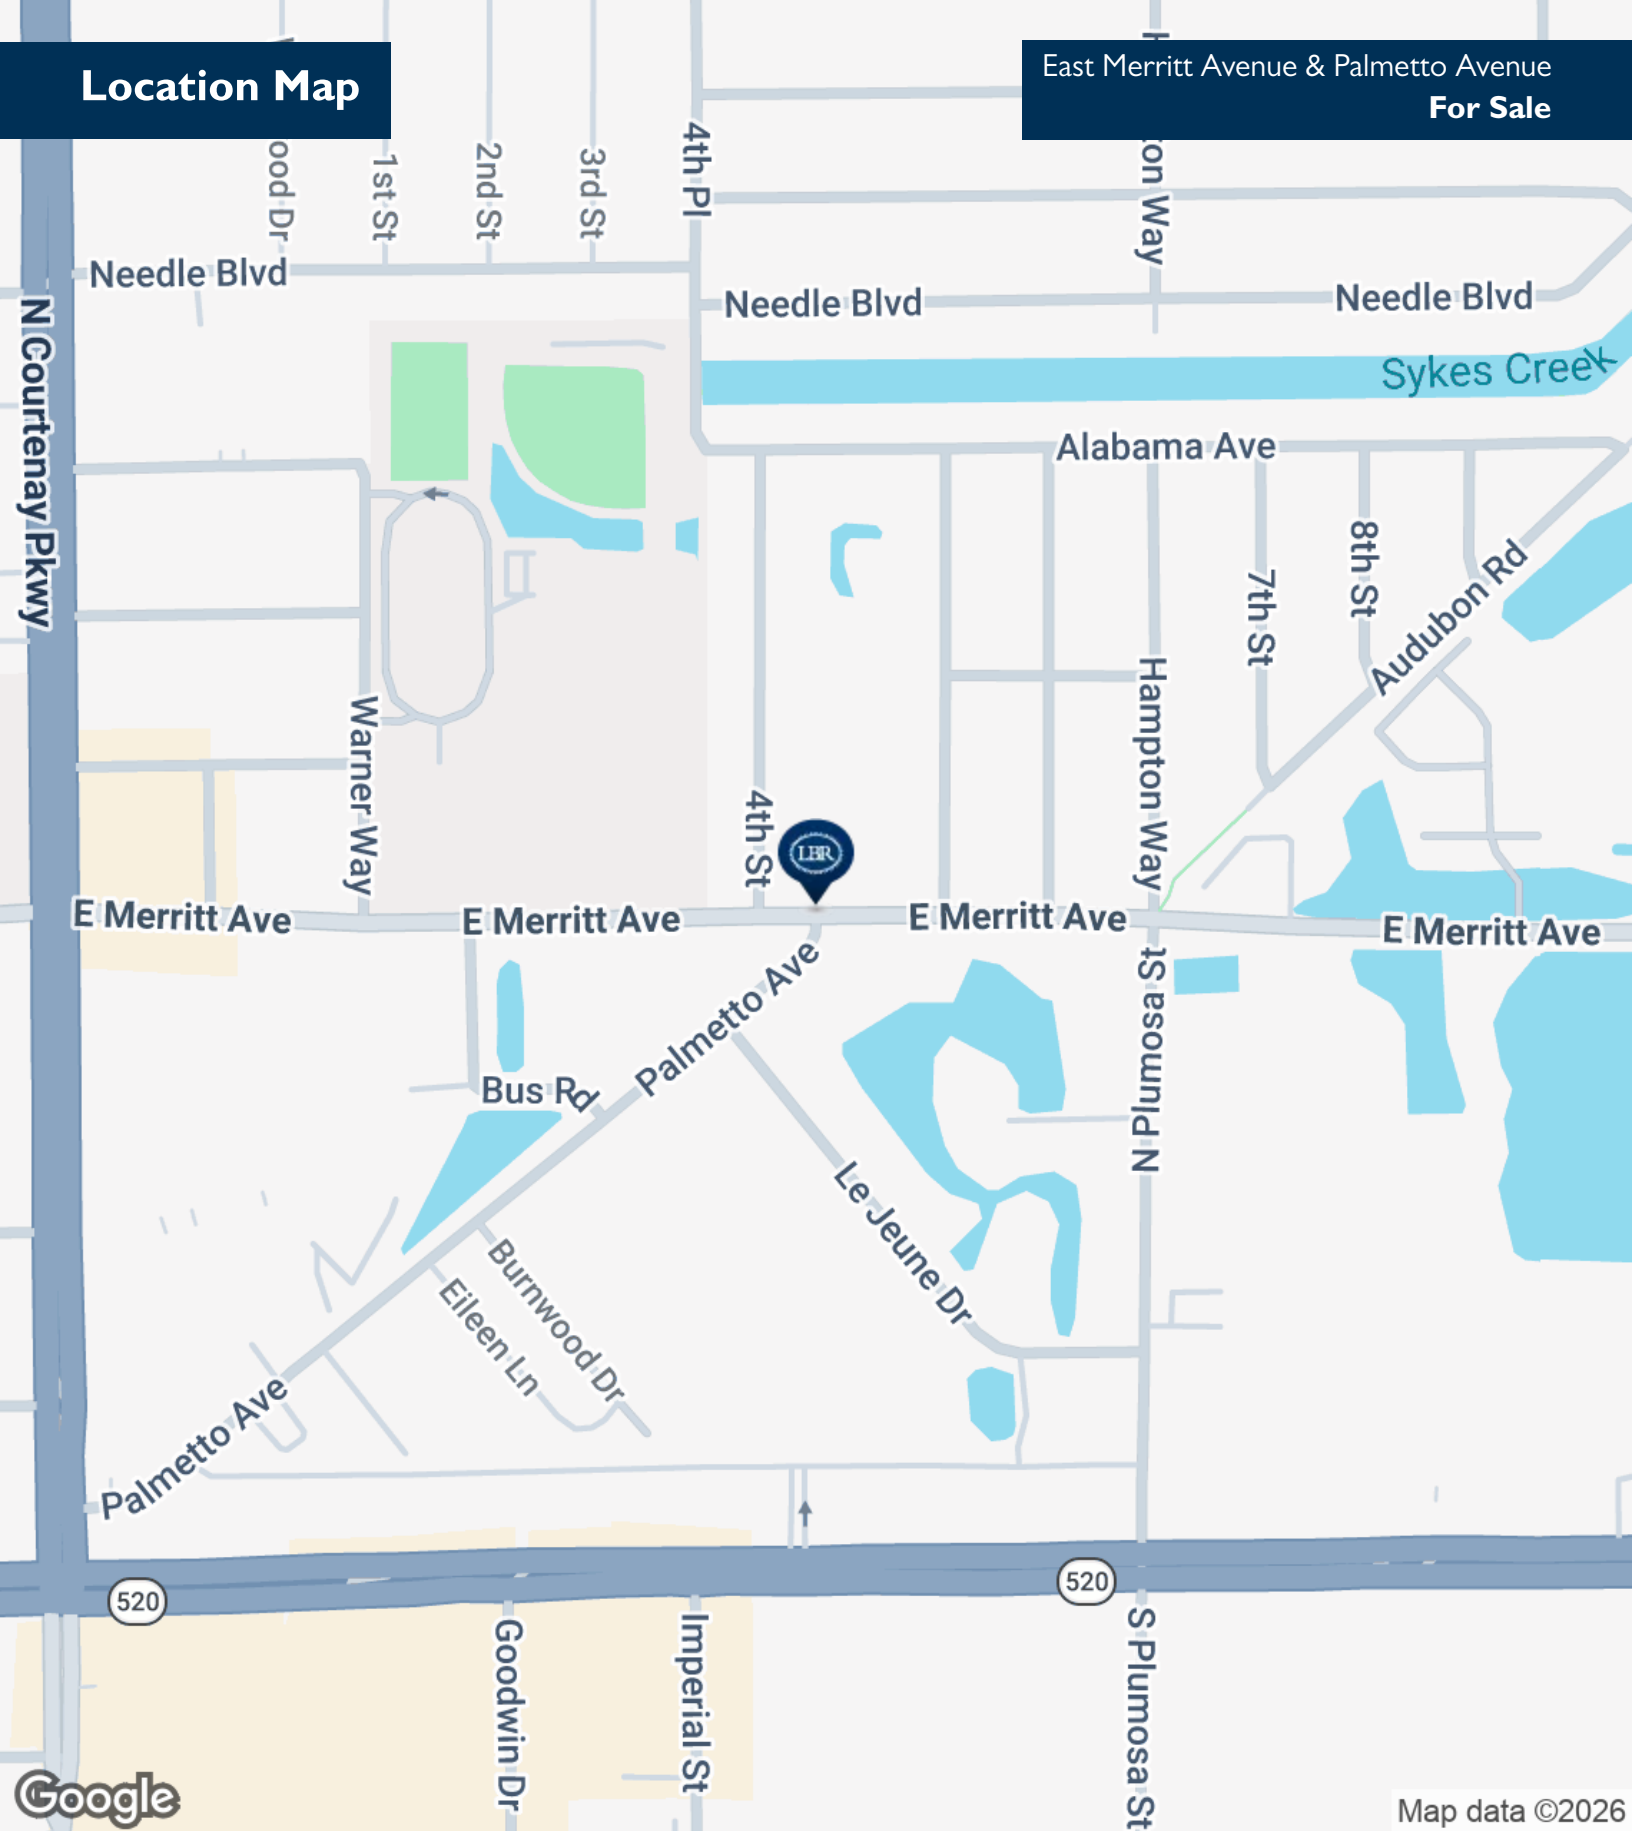 Location Map
East Merritt Avenue & Palmetto Avenue
For Sale
ood Dr
1st St
2nd St
3rd St
4th Pl
on Way
Needle Blvd
Needle Blvd
Needle Blvd
N Courtenay Pkwy
Sykes Creek
Alabama Ave
8th St
7th St
Audubon Rd
Warner Way
Hampton Way
4th St
LBR
E Merritt Ave
E Merritt Ave
E Merritt Ave
E Merritt Ave
Palmetto Ave
N Plumosa St
Bus Rd
Le Jeune Dr
Burnwood Dr
Eileen Ln
Palmetto Ave
520
520
Goodwin Dr
Imperial St
S Plumosa St
Google
Map data ©2026